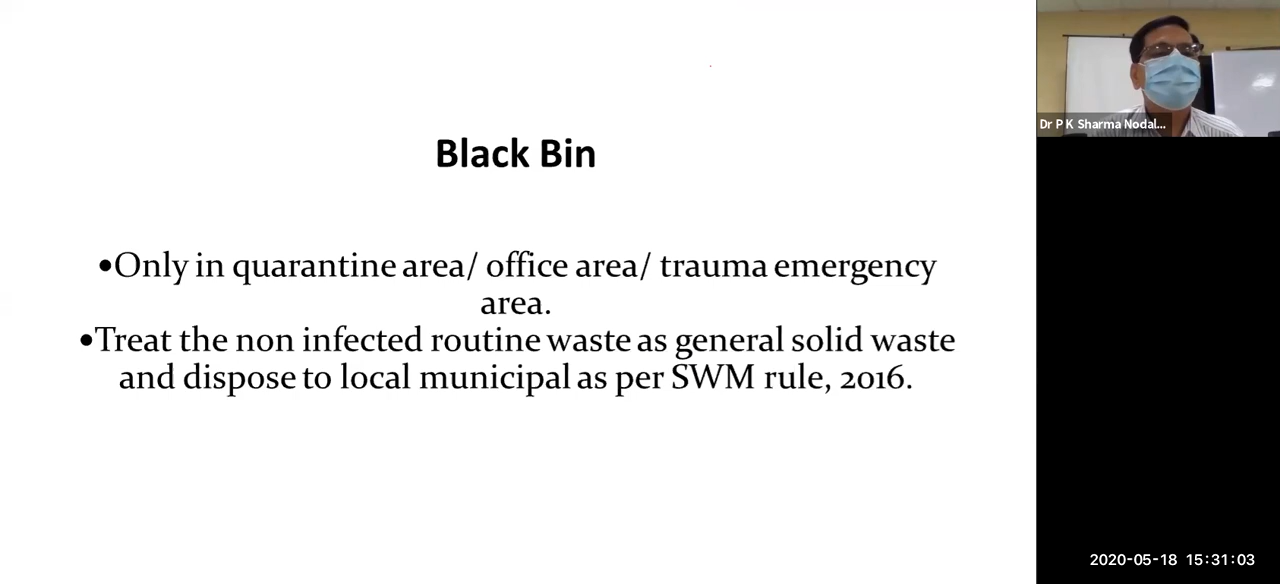 Black Bin
•Only in quarantine area/ office area/ trauma emergency
area.
•Treat the non infected routine waste as general solid waste
and dispose to local municipal as per SWM rule, 2016.
Dr P K Sharma Nodal...
2020-05-18 15:31:03